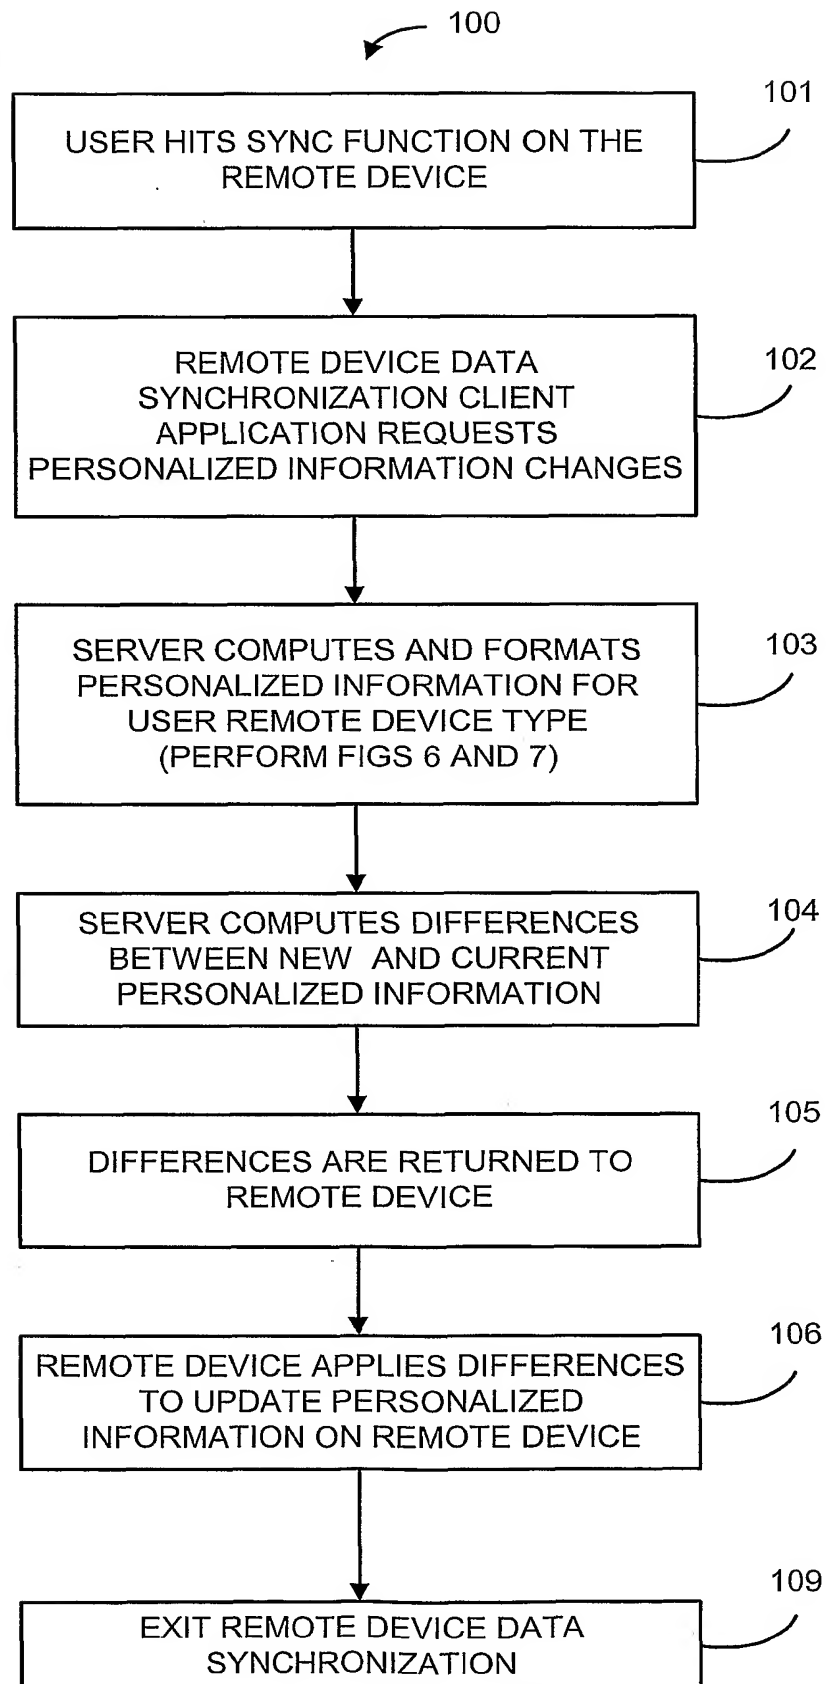 100
101
USER HITS SYNC FUNCTION ON THE
REMOTE DEVICE
102
REMOTE DEVICE DATA
SYNCHRONIZATION CLIENT
APPLICATION REQUESTS
PERSONALIZED INFORMATION CHANGES
103
SERVER COMPUTES AND FORMATS
PERSONALIZED INFORMATION FOR
USER REMOTE DEVICE TYPE
(PERFORM FIGS 6 AND 7)
104
SERVER COMPUTES DIFFERENCES
BETWEEN NEW AND CURRENT
PERSONALIZED INFORMATION
105
DIFFERENCES ARE RETURNED TO
REMOTE DEVICE
106
REMOTE DEVICE APPLIES DIFFERENCES
TO UPDATE PERSONALIZED
INFORMATION ON REMOTE DEVICE
109
EXIT REMOTE DEVICE DATA
SYNCHRONIZATION